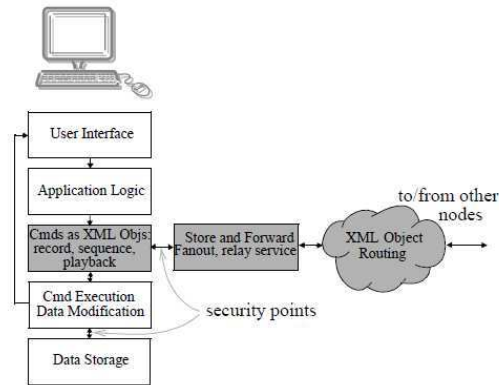 User Interface
Application Logic
Cmds as XML Objs:
record, sequence,
playback
Store and Forward
Fanout, relay service
XML Object
Routing
to/from other
nodes
Cmd Execution
Data Modification
security points
Data Storage